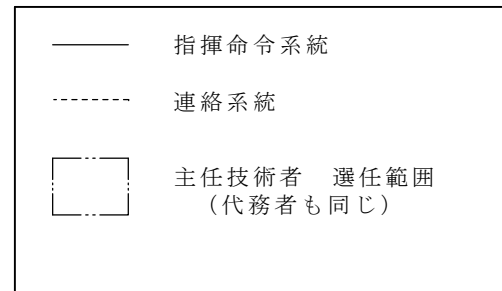 指揮命令系統
連絡系統
主任技術者　選任範囲
（代務者も同じ）